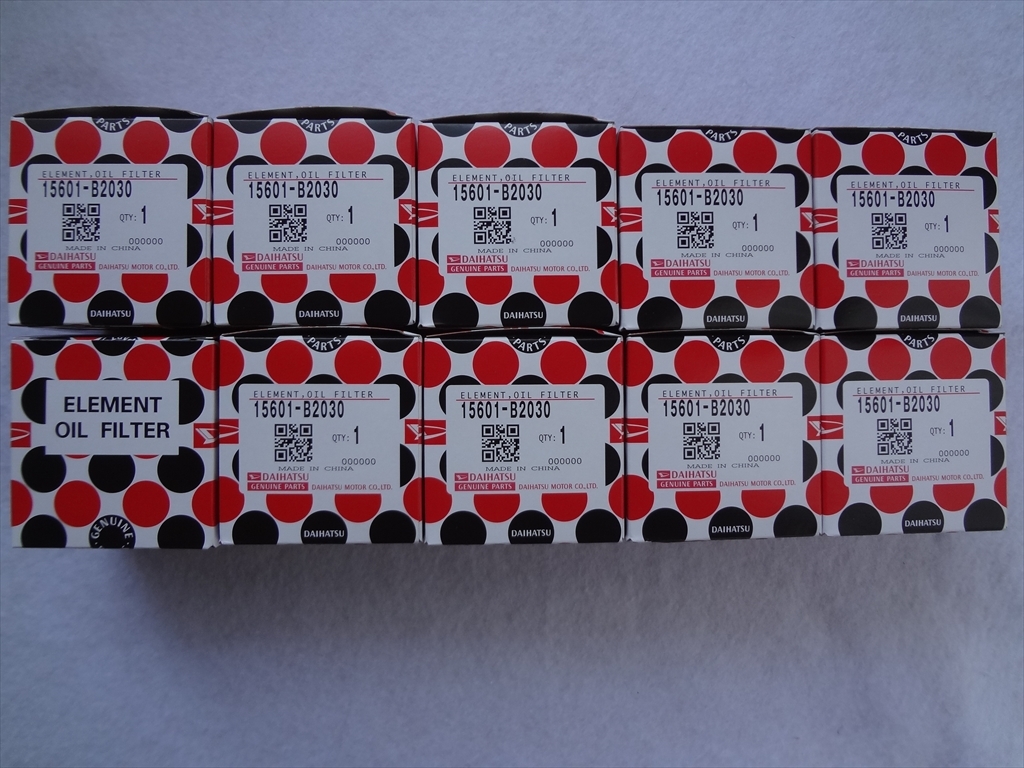 PARTS
ELEMENT, OIL FILTER
15601-B2030
QTY: 1
000000
MADE IN CHINA
DAIHATSU
GENUINE PARTS DAIHATSU MOTOR CO., LTD.
DAIHATSU
PARTS
ELEMENT, OIL FILTER
15601-B2030
QTY: 1
000000
MADE IN CHINA
DAIHATSU
GENUINE PARTS DAIHATSU MOTOR CO., LTD.
DAIHATSU
PARTS
ELEMENT, OIL FILTER
15601-B2030
QTY: 1
000000
MADE IN CHINA
DAIHATSU
GENUINE PARTS DAIHATSU MOTOR CO., LTD.
DAIHATSU
PARTS
ELEMENT, OIL FILTER
15601-B2030
QTY: 1
000000
MADE IN CHINA
DAIHATSU
GENUINE PARTS DAIHATSU MOTOR CO., LTD.
DAIHATSU
PARTS
ELEMENT, OIL FILTER
15601-B2030
QTY: 1
000000
MADE IN CHINA
DAIHATSU
GENUINE PARTS DAIHATSU MOTOR CO., LTD.
DAIHATSU
ELEMENT
OIL FILTER
GENUINE
PARTS
ELEMENT, OIL FILTER
15601-B2030
QTY: 1
000000
MADE IN CHINA
DAIHATSU
GENUINE PARTS DAIHATSU MOTOR CO., LTD.
DAIHATSU
PARTS
ELEMENT, OIL FILTER
15601-B2030
QTY: 1
000000
MADE IN CHINA
DAIHATSU
GENUINE PARTS DAIHATSU MOTOR CO., LTD.
DAIHATSU
PARTS
ELEMENT, OIL FILTER
15601-B2030
QTY: 1
000000
MADE IN CHINA
DAIHATSU
GENUINE PARTS DAIHATSU MOTOR CO., LTD.
DAIHATSU
PARTS
ELEMENT, OIL FILTER
15601-B2030
QTY: 1
000000
MADE IN CHINA
DAIHATSU
GENUINE PARTS DAIHATSU MOTOR CO., LTD.
DAIHATSU